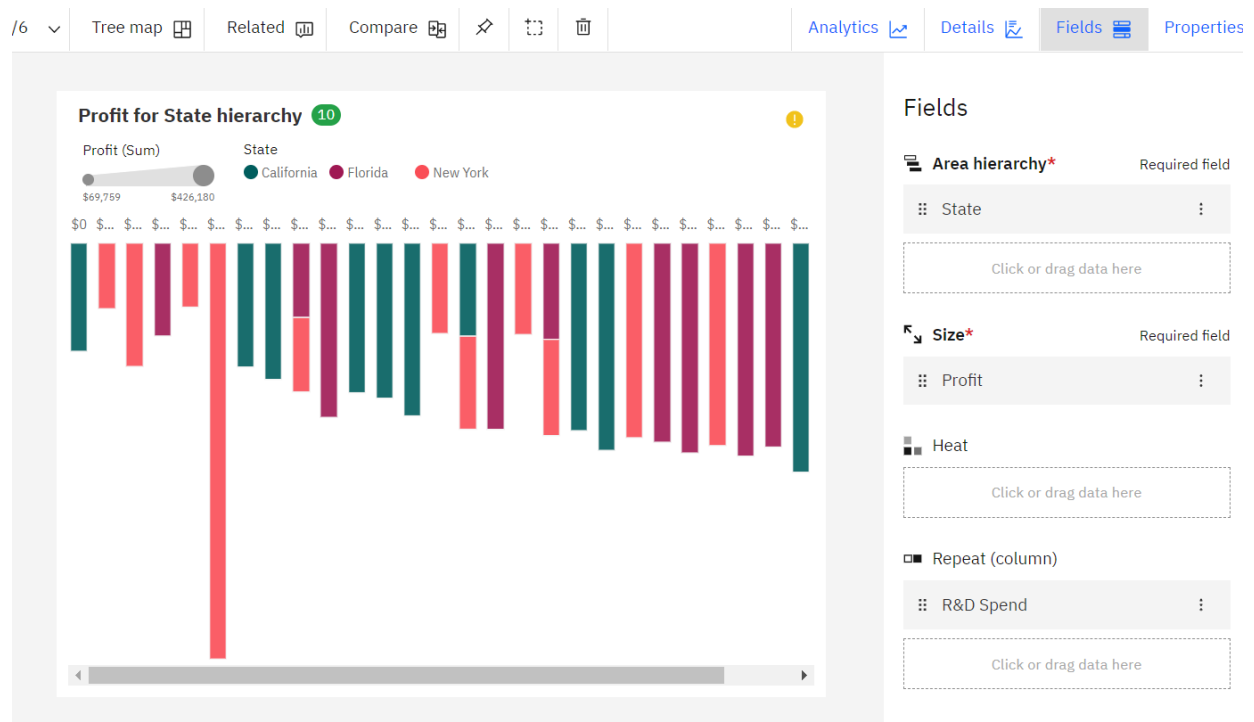 /6 Tree map Related Compare Analytics Details Fields Properties
Profit for State hierarchy 10
Profit (Sum)
$69,759 $426,180
State
California Florida New York
$0 $... $... $... $... $... $... $... $... $... $... $... $... $... $... $... $... $... $... $... $... $... $... $... $... $... $...
Fields
Area hierarchy* Required field
State
Click or drag data here
Size* Required field
Profit
Heat
Click or drag data here
Repeat (column)
R&D Spend
Click or drag data here